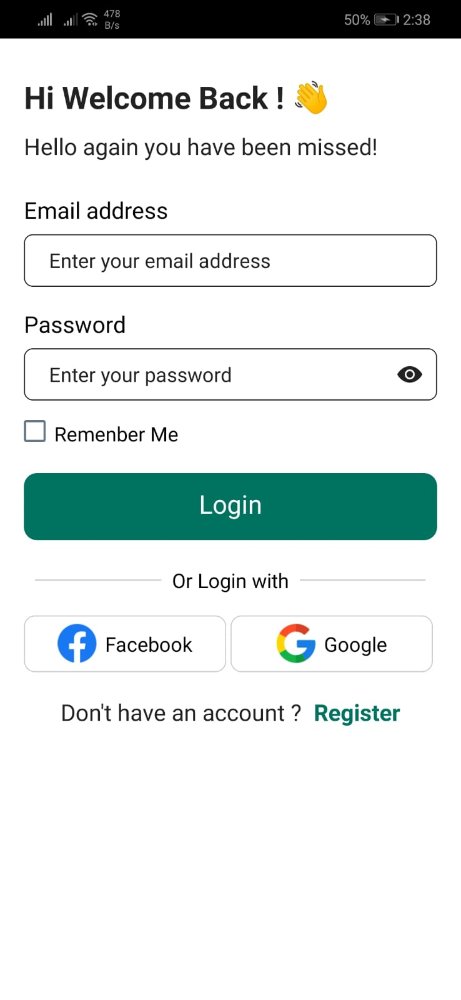 478
B/s
50%
2:38
Hi Welcome Back ! 👋
Hello again you have been missed!
Email address
Enter your email address
Password
Enter your password
Remenber Me
Login
Or Login with
Facebook
Google
Don't have an account ? Register